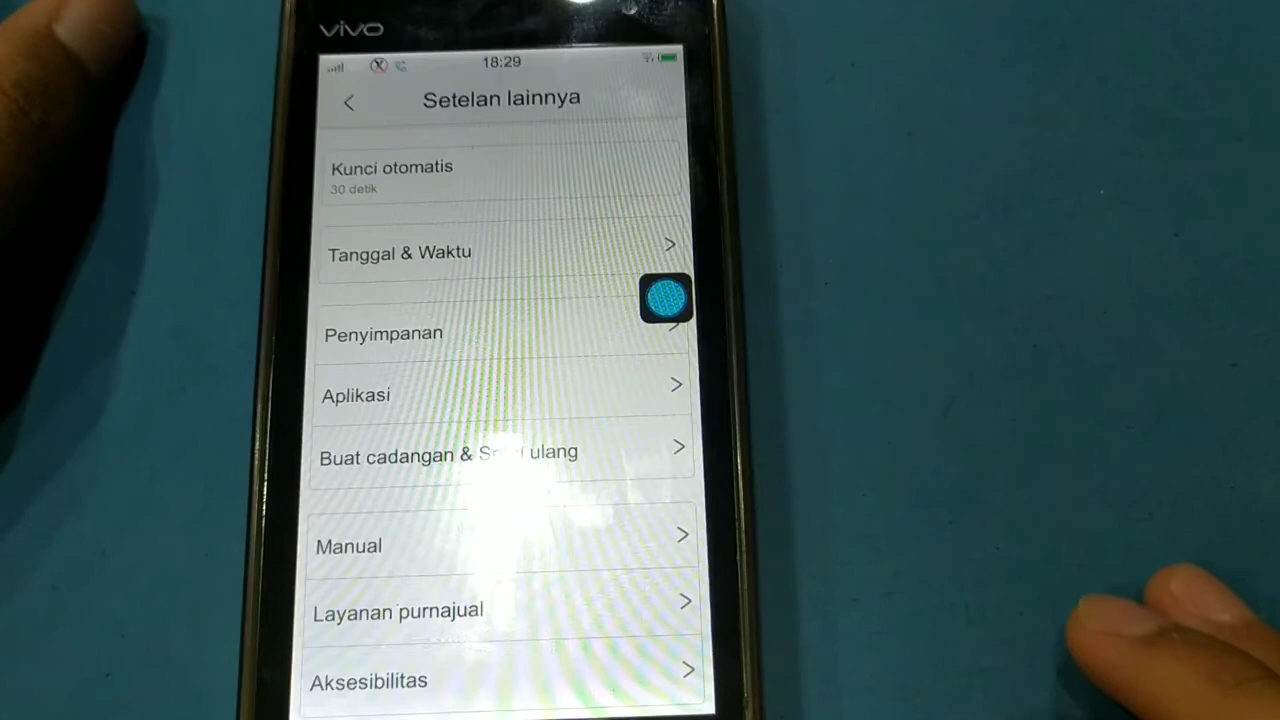 vivo
18:29
Setelan lainnya
Kunci otomatis
30 detik
Tanggal & Waktu
Penyimpanan
Aplikasi
Buat cadangan & ulang
Manual
Layanan purnajual
Aksesibilitas